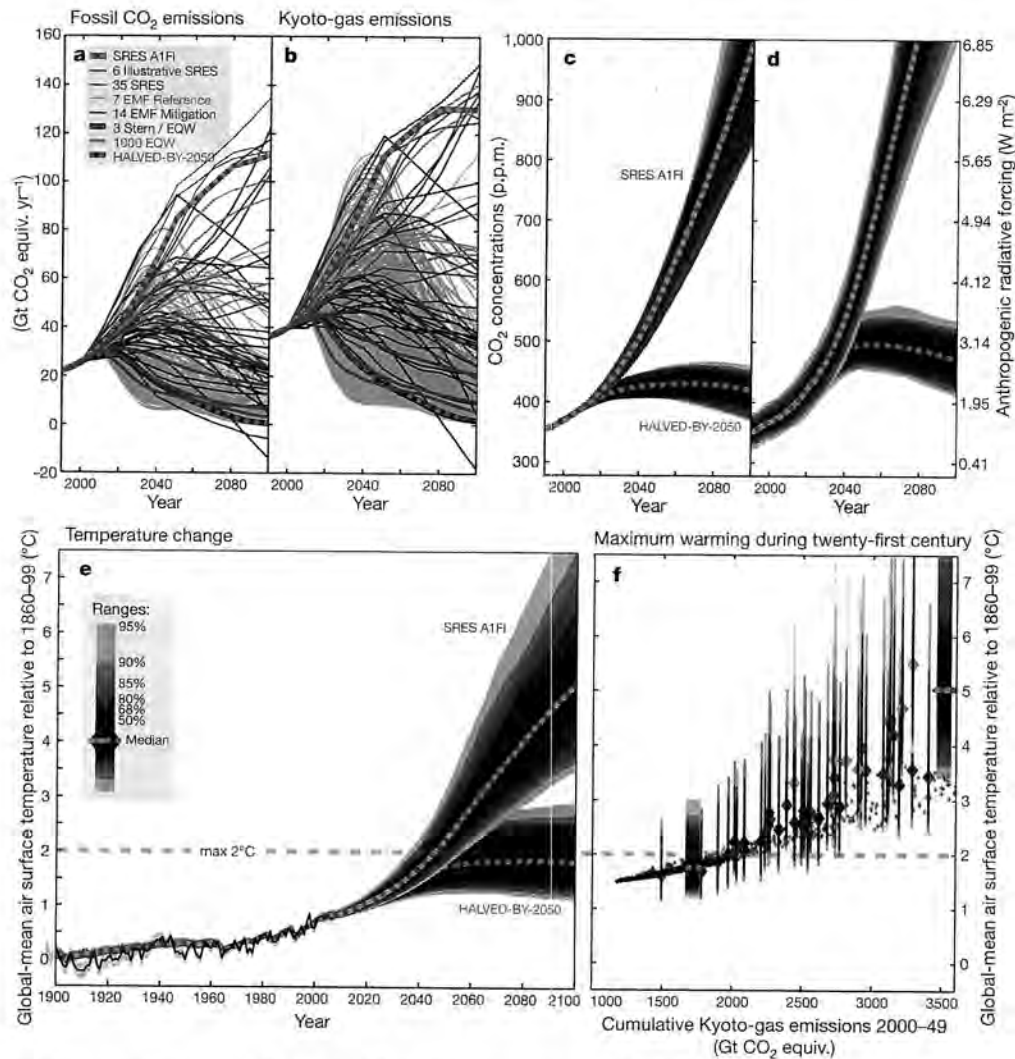 Fossil CO2 emissions
Kyoto-gas emissions
160
140
120
100
80
60
40
20
0
-20
(Gt CO2 equiv. yr–1)
a
SRES A1FI
6 Illustrative SRES
35 SRES
7 EMF Reference
14 EMF Mitigation
3 Stern / EQW
1000 EQW
HALVED-BY-2050
b
2000 2040 2080
Year
2000 2040 2080
Year
1,000
900
800
700
600
500
400
300
CO2 concentrations (p.p.m.)
c
SRES A1FI
HALVED-BY-2050
d
2000 2040 2080
Year
2000 2040 2080
Year
6.85
6.29
5.65
4.94
4.12
3.14
1.95
0.41
Anthropogenic radiative forcing (W m–2)
Temperature change
Global-mean air surface temperature relative to 1860–99 (°C)
7
6
5
4
3
2
1
0
e
Ranges:
95%
90%
85%
80%
68%
50%
Median
SRES A1FI
max 2°C
HALVED-BY-2050
1900 1920 1940 1960 1980 2000 2020 2040 2060 2080 2100
Year
Maximum warming during twenty-first century
f
7
6
5
4
3
2
1
0
Global-mean air surface temperature relative to 1860–99 (°C)
1000 1500 2000 2500 3000 3500
Cumulative Kyoto-gas emissions 2000–49
(Gt CO2 equiv.)